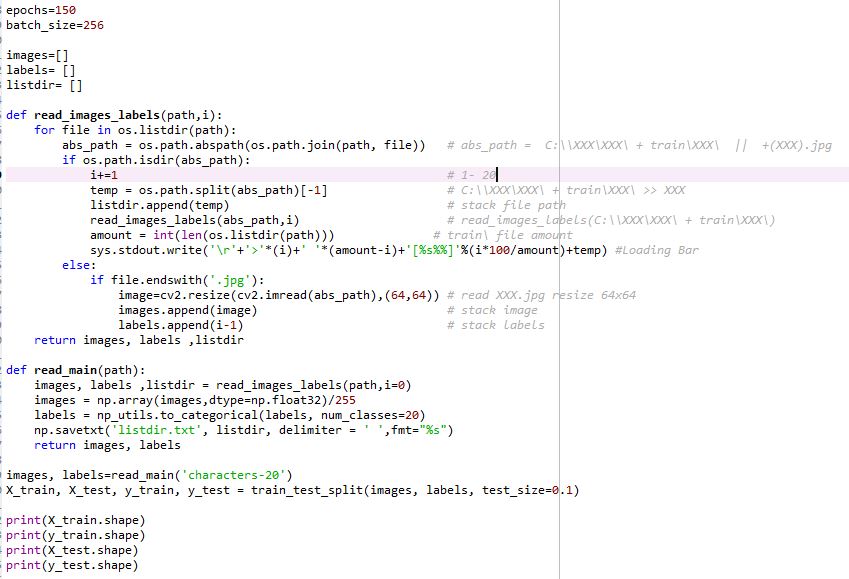 epochs=150
batch_size=256
images=[]
labels= []
listdir= []
def read_images_labels(path,i):
    for file in os.listdir(path):
        abs_path = os.path.abspath(os.path.join(path, file))   # abs_path =  C:\\XXX\XXX\ + train\XXX\  ||  +(XXX).jpg
        if os.path.isdir(abs_path):
            i+=1                                               # 1- 20
            temp = os.path.split(abs_path)[-1]                 # C:\\XXX\XXX\ + train\XXX\ >> XXX
            listdir.append(temp)                               # stack file path
            read_images_labels(abs_path,i)                     # read_images_labels(C:\\XXX\XXX\ + train\XXX\)
            amount = int(len(os.listdir(path)))              # train\ file amount
            sys.stdout.write('\r'+'>'*(i)+' '*(amount-i)+'[%s%%]'%(i*100/amount)+temp) #Loading Bar
        else:
            if file.endswith('.jpg'):
                image=cv2.resize(cv2.imread(abs_path),(64,64)) # read XXX.jpg resize 64x64
                images.append(image)                           # stack image
                labels.append(i-1)                             # stack labels
    return images, labels ,listdir
def read_main(path):
    images, labels ,listdir = read_images_labels(path,i=0)
    images = np.array(images,dtype=np.float32)/255
    labels = np_utils.to_categorical(labels, num_classes=20)
    np.savetxt('listdir.txt', listdir, delimiter = ' ',fmt="%s")
    return images, labels
images, labels=read_main('characters-20')
X_train, X_test, y_train, y_test = train_test_split(images, labels, test_size=0.1)
print(X_train.shape)
print(y_train.shape)
print(X_test.shape)
print(y_test.shape)